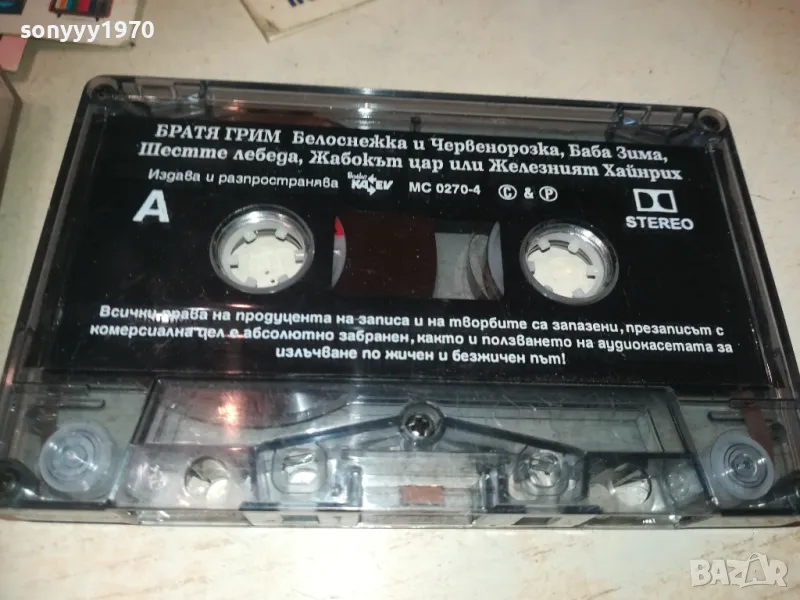 sonyyy1970
БРАТЯ ГРИМ Белоснежка и Червенорозка, Баба Зима,
Шестте лебеда, Жабокът цар или Железният Хайнрих
Издава и разпространява KANEV MC 0270-4 © & ℗
A
STEREO
Всички права на продуцента на записа и на творбите са запазени, презаписът с
комерсиална цел е абсолютно забранен, както и ползването на аудиокасетата за
излъчване по жичен и безжичен път!
BAZAR